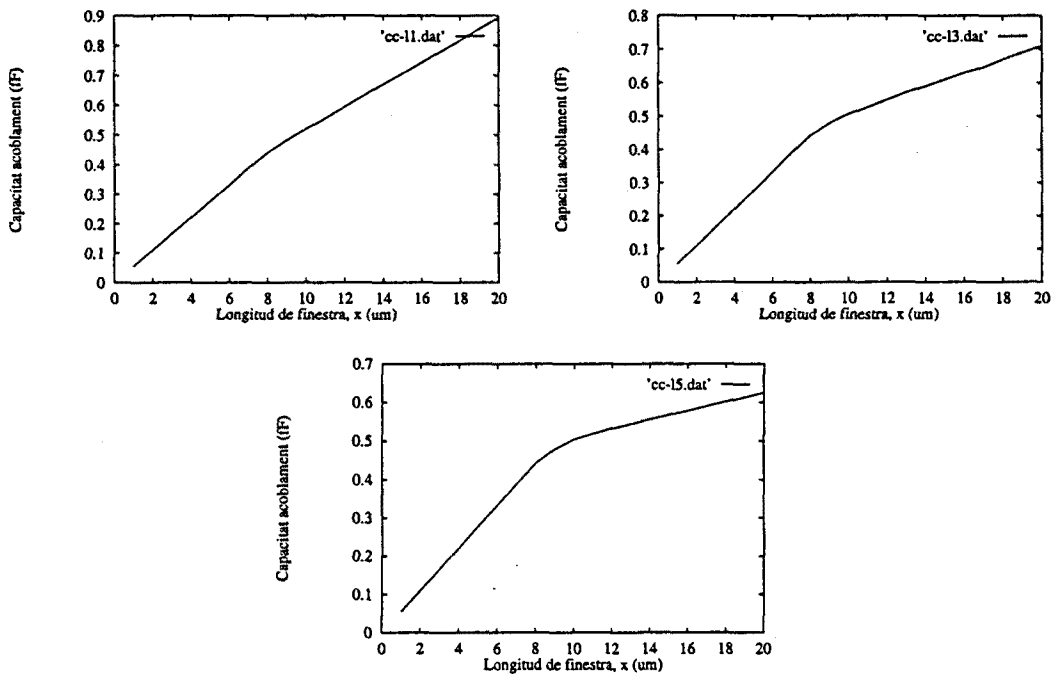 Capacitat acoblament (fF)
0.9
0.8
0.7
0.6
0.5
0.4
0.3
0.2
0.1
0
'cc-l1.dat'
0 2 4 6 8 10 12 14 16 18 20
Longitud de finestra, x (um)
Capacitat acoblament (fF)
0.8
0.7
0.6
0.5
0.4
0.3
0.2
0.1
0
'cc-l3.dat'
0 2 4 6 8 10 12 14 16 18 20
Longitud de finestra, x (um)
Capacitat acoblament (fF)
0.7
0.6
0.5
0.4
0.3
0.2
0.1
0
'cc-l5.dat'
0 2 4 6 8 10 12 14 16 18 20
Longitud de finestra, x (um)